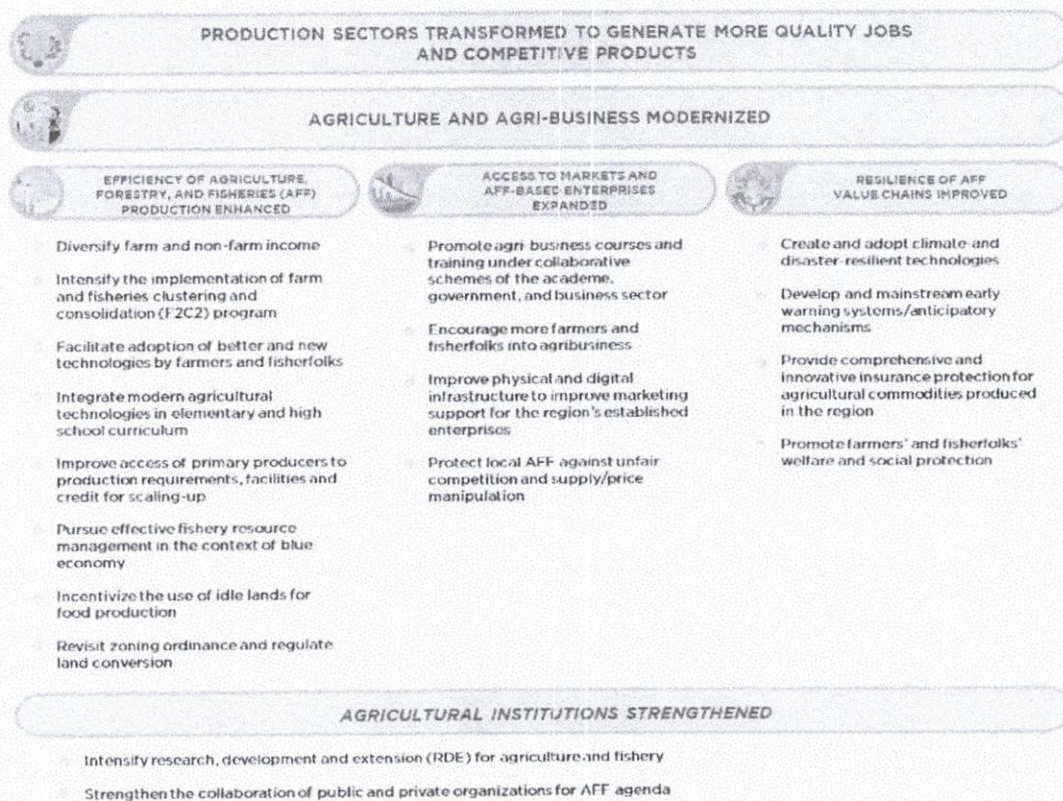 PRODUCTION SECTORS TRANSFORMED TO GENERATE MORE QUALITY JOBS
AND COMPETITIVE PRODUCTS
AGRICULTURE AND AGRI-BUSINESS MODERNIZED
EFFICIENCY OF AGRICULTURE,
FORESTRY, AND FISHERIES (AFF)
PRODUCTION ENHANCED
Diversify farm and non-farm income
Intensify the implementation of farm
and fisheries clustering and
consolidation (F2C2) program
Facilitate adoption of better and new
technologies by farmers and fisherfolks
Integrate modern agricultural
technologies in elementary and high
school curriculum
Improve access of primary producers to
production requirements, facilities and
credit for scaling-up
Pursue effective fishery resource
management in the context of blue
economy
Incentivize the use of idle lands for
food production
Revisit zoning ordinance and regulate
land conversion
ACCESS TO MARKETS AND
AFF-BASED ENTERPRISES
EXPANDED
Promote agri-business courses and
training under collaborative
schemes of the academe,
government, and business sector
Encourage more farmers and
fisherfolks into agribusiness
Improve physical and digital
infrastructure to improve marketing
support for the region's established
enterprises
Protect local AFF against unfair
competition and supply/price
manipulation
RESILIENCE OF AFF
VALUE CHAINS IMPROVED
Create and adopt climate-and
disaster-resilient technologies
Develop and mainstream early
warning systems/anticipatory
mechanisms
Provide comprehensive and
innovative insurance protection for
agricultural commodities produced
in the region
Promote farmers' and fisherfolks'
welfare and social protection
AGRICULTURAL INSTITUTIONS STRENGTHENED
Intensify research, development and extension (RDE) for agriculture and fishery
Strengthen the collaboration of public and private organizations for AFF agenda